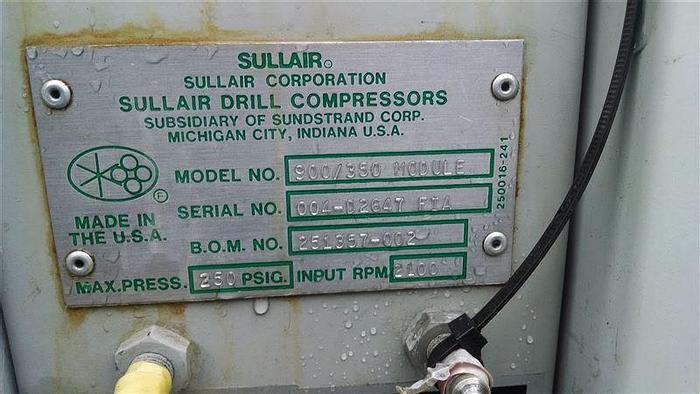 SULLAIR®
SULLAIR CORPORATION
SULLAIR DRILL COMPRESSORS
SUBSIDIARY OF SUNDSTRAND CORP.
MICHIGAN CITY, INDIANA U.S.A.
MODEL NO. 900/350 MODULE
SERIAL NO. 004-D2647 FIA
B.O.M. NO. 251357-002
MAX.PRESS. 250 PSIG. INPUT RPM. 2100
MADE IN
THE U.S.A.
250016-241